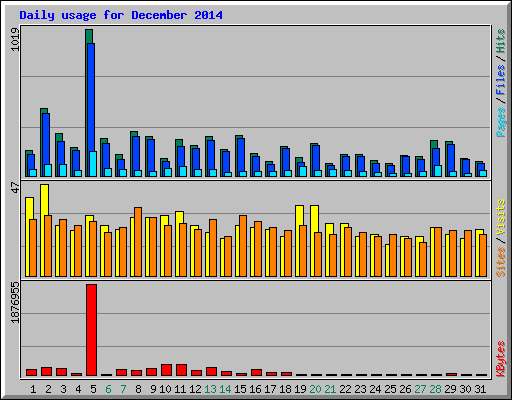 Daily usage for December 2014
1019
Pages / Files / Hits
47
Sites / Visits
1876955
KBytes
1 2 3 4 5 6 7 8 9 10 11 12 13 14 15 16 17 18 19 20 21 22 23 24 25 26 27 28 29 30 31